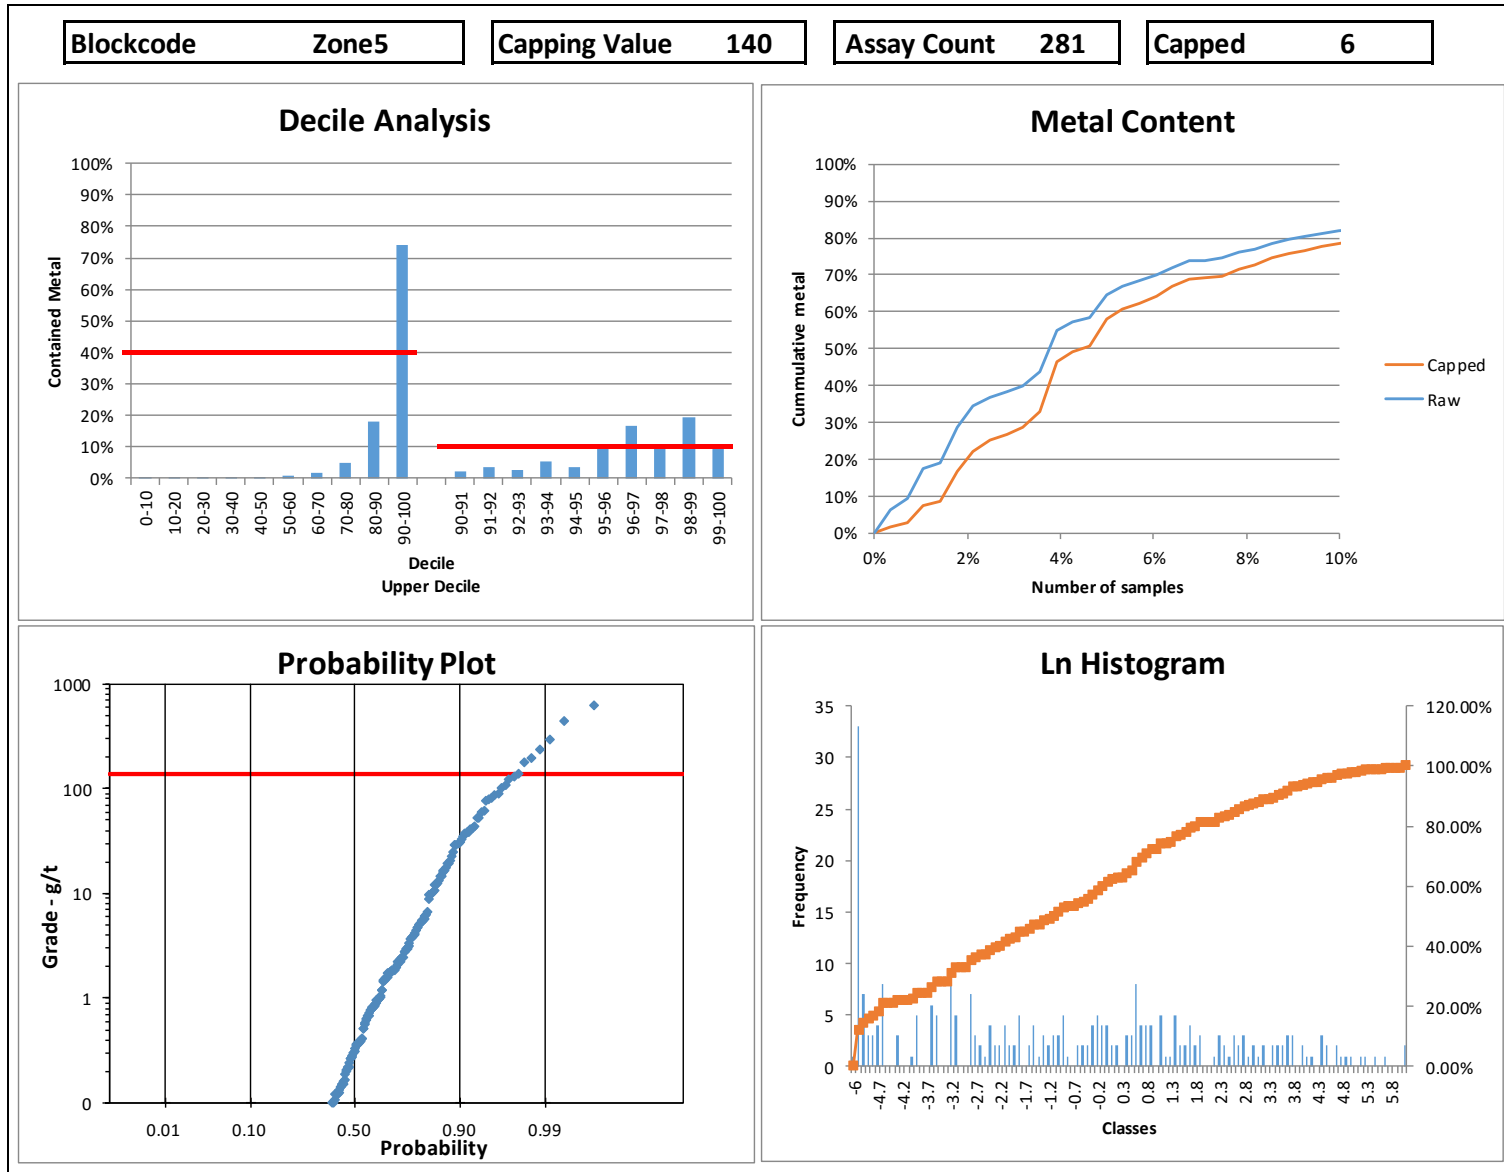 Blockcode Zone5 Capping Value 140 Assay Count 281 Capped 6
Decile Analysis
100%
90%
80%
70%
60%
50%
40%
30%
20%
10%
0%
Contained Metal
0-10 10-20 20-30 30-40 40-50 50-60 60-70 70-80 80-90 90-100 90-91 91-92 92-93 93-94 94-95 95-96 96-97 97-98 98-99 99-100
Decile
Upper Decile
Metal Content
100%
90%
80%
70%
60%
50%
40%
30%
20%
10%
0%
Cummulative metal
0% 2% 4% 6% 8% 10%
Number of samples
Capped
Raw
Probability Plot
1000
100
10
1
0
Grade - g/t
0.01 0.10 0.50 0.90 0.99
Probability
Ln Histogram
35
30
25
20
15
10
5
0
Frequency
120.00%
100.00%
80.00%
60.00%
40.00%
20.00%
0.00%
-6 -4.7 -4.2 -3.7 -3.2 -2.7 -2.2 -1.7 -1.2 -0.7 -0.2 0.3 0.8 1.3 1.8 2.3 2.8 3.3 3.8 4.3 4.8 5.3 5.8
Classes